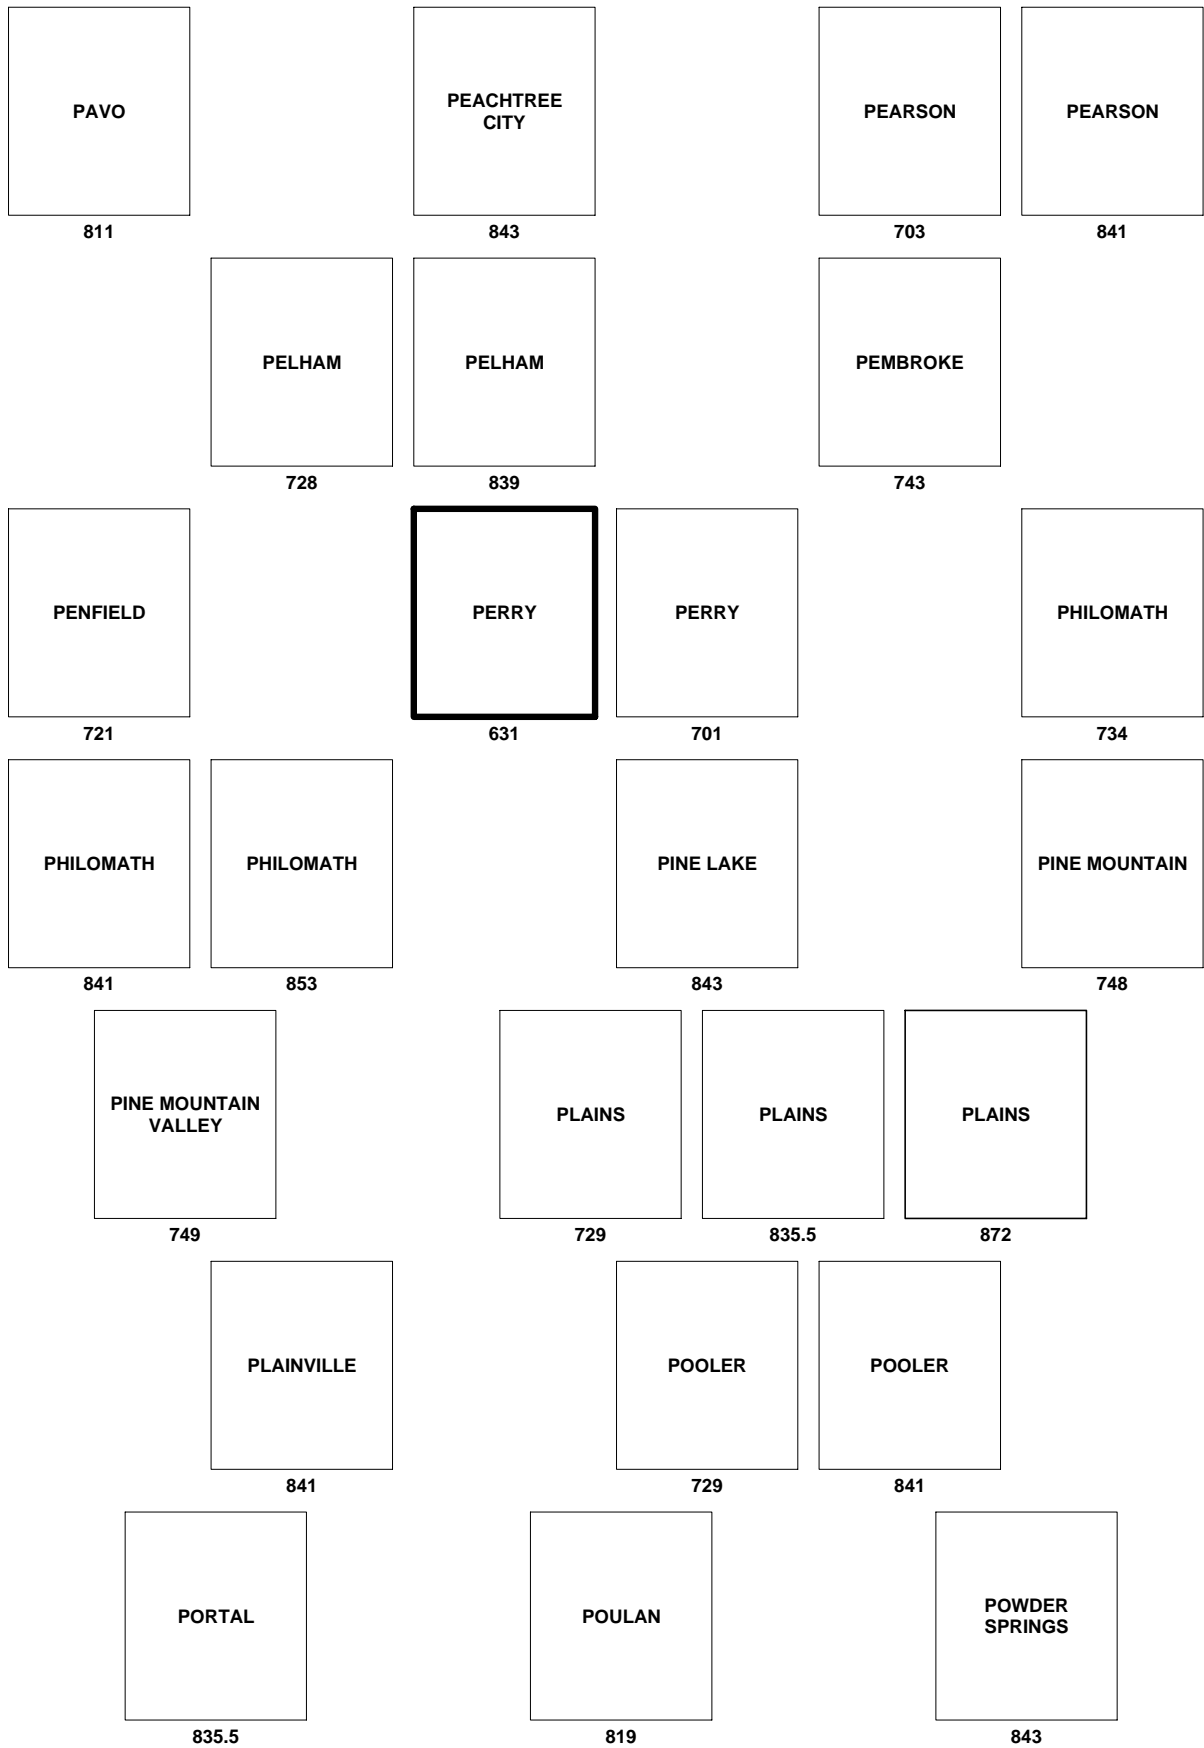 PAVO
PEACHTREE
CITY
PEARSON
PEARSON
811
843
703
841
PELHAM
PELHAM
PEMBROKE
728
839
743
PENFIELD
PERRY
PERRY
PHILOMATH
721
631
701
734
PHILOMATH
PHILOMATH
PINE LAKE
PINE MOUNTAIN
841
853
843
748
PINE MOUNTAIN
VALLEY
PLAINS
PLAINS
PLAINS
749
729
835.5
872
PLAINVILLE
POOLER
POOLER
841
729
841
PORTAL
POULAN
POWDER
SPRINGS
835.5
819
843